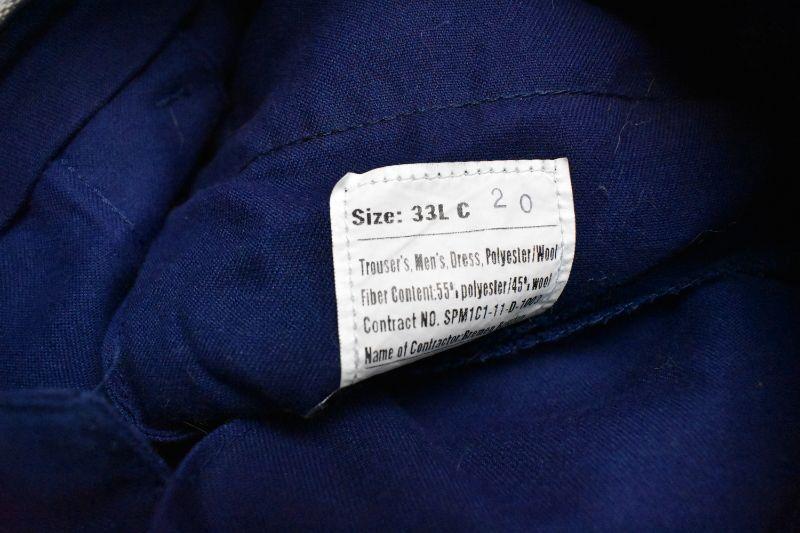 Size: 33L C 20
Trouser's, Men's, Dress, Polyester/Wool
Fiber Content:55% polyester/45% wool
Contract NO. SPM1C1-11-D-
Name of Contractor:Bremen